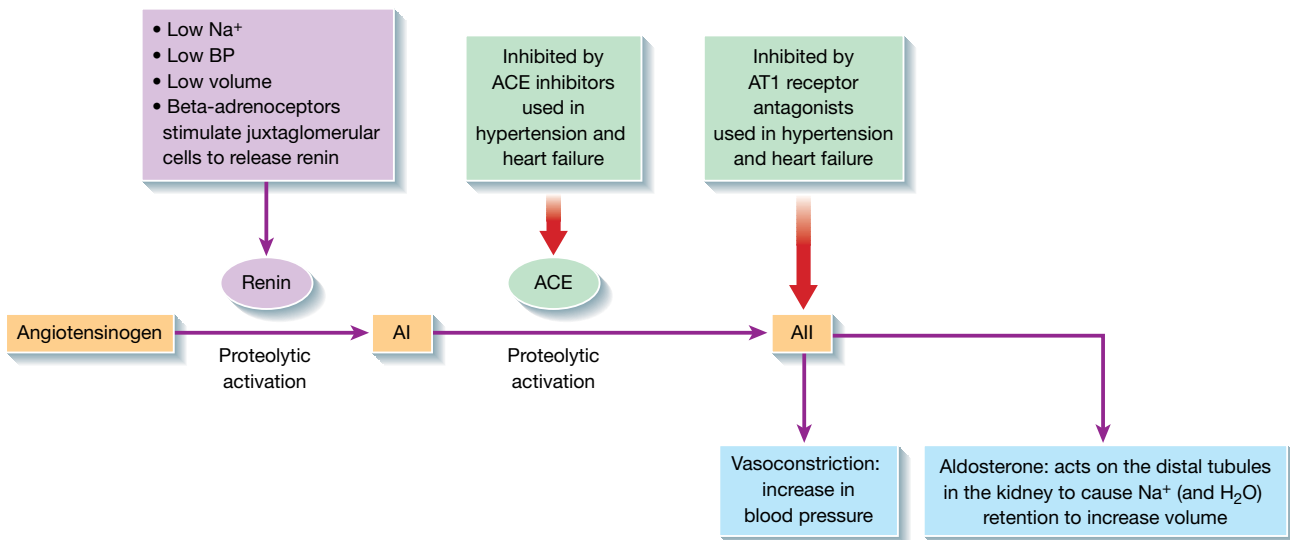 • Low Na⁺
• Low BP
• Low volume
• Beta-adrenoceptors
stimulate juxtaglomerular
cells to release renin
Inhibited by
ACE inhibitors
used in
hypertension and
heart failure
Inhibited by
AT1 receptor
antagonists
used in hypertension
and heart failure
Renin
ACE
Angiotensinogen
AI
AII
Proteolytic
activation
Proteolytic
activation
Vasoconstriction:
increase in
blood pressure
Aldosterone: acts on the distal tubules
in the kidney to cause Na⁺ (and H₂O)
retention to increase volume